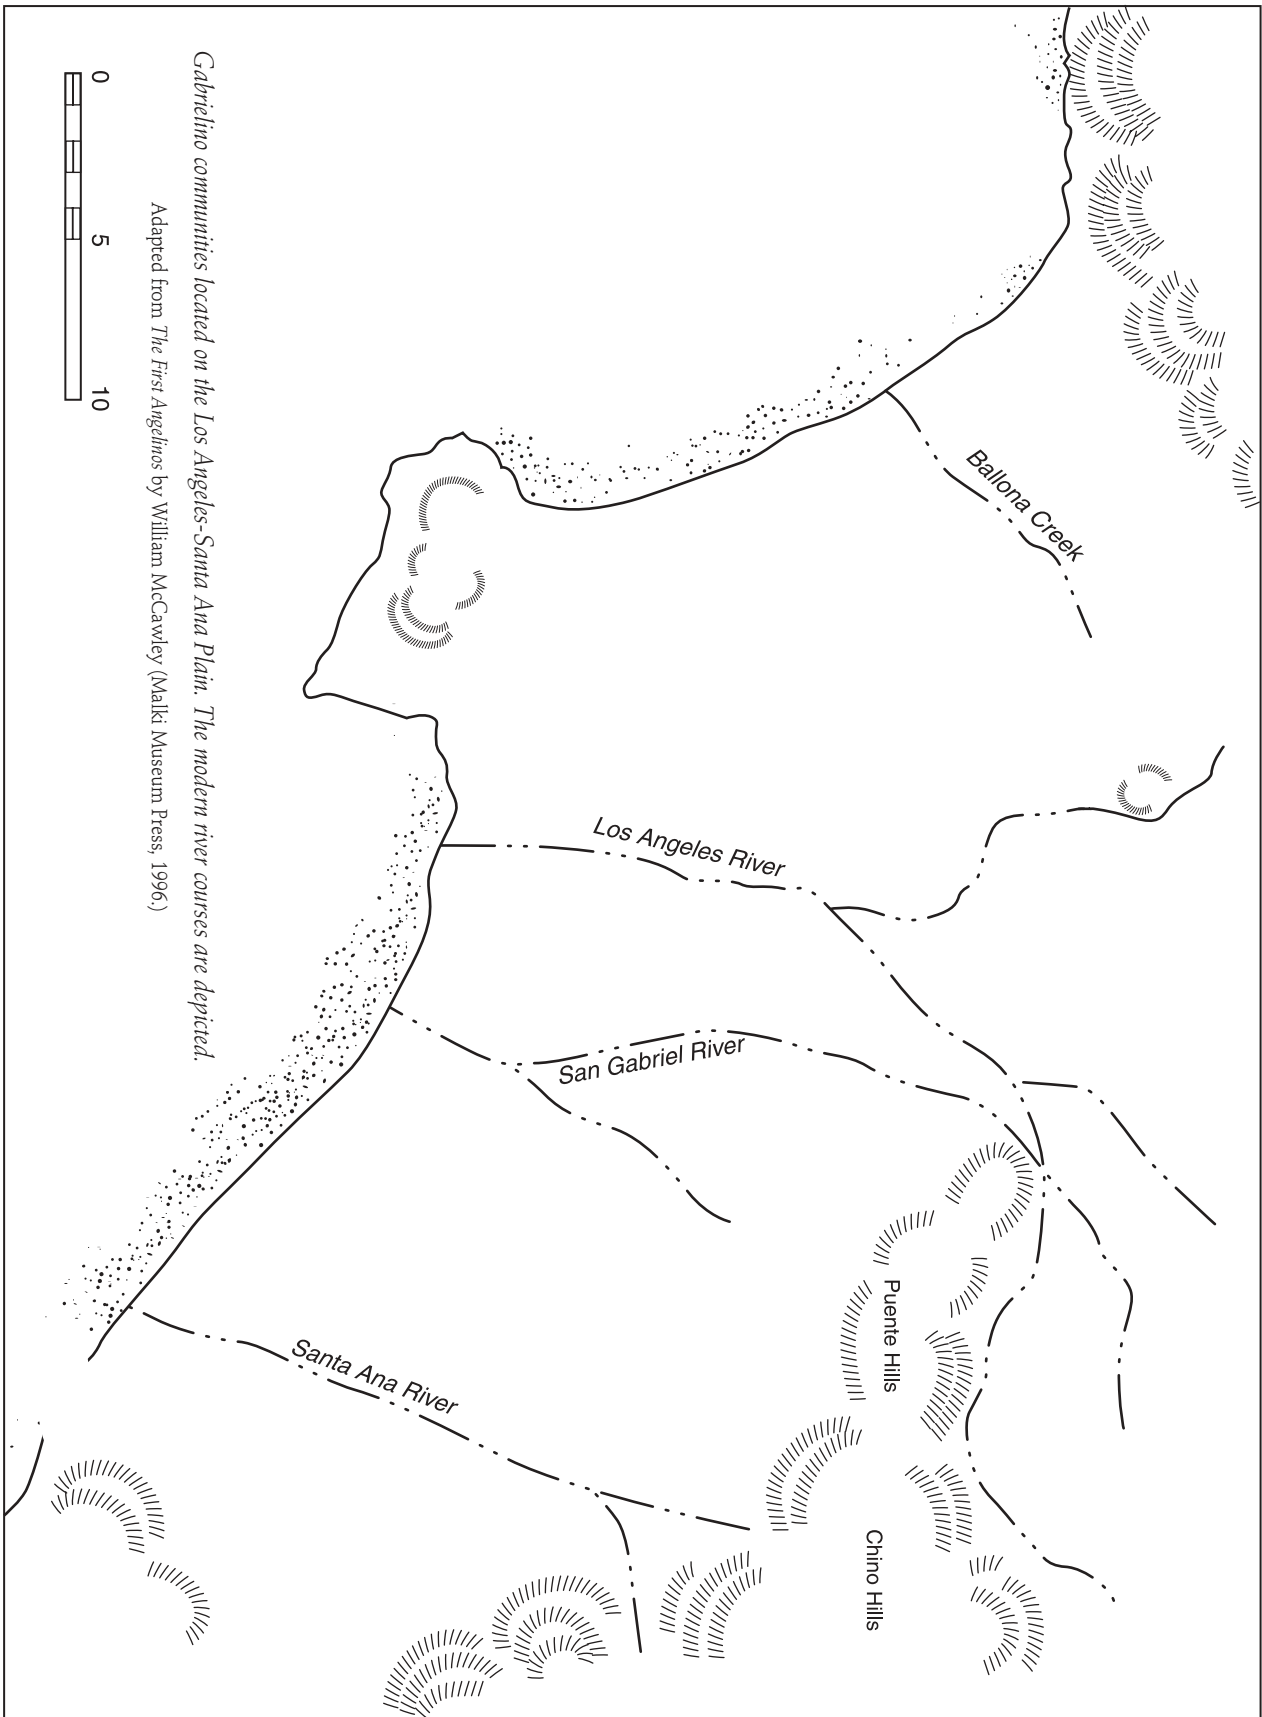 Ballona Creek
Los Angeles River
San Gabriel River
Puente Hills
Santa Ana River
Chino Hills
Gabrielino communities located on the Los Angeles-Santa Ana Plain. The modern river courses are depicted.
Adapted from The First Angelinos by William McCawley (Malki Museum Press, 1996.)
0 5 10